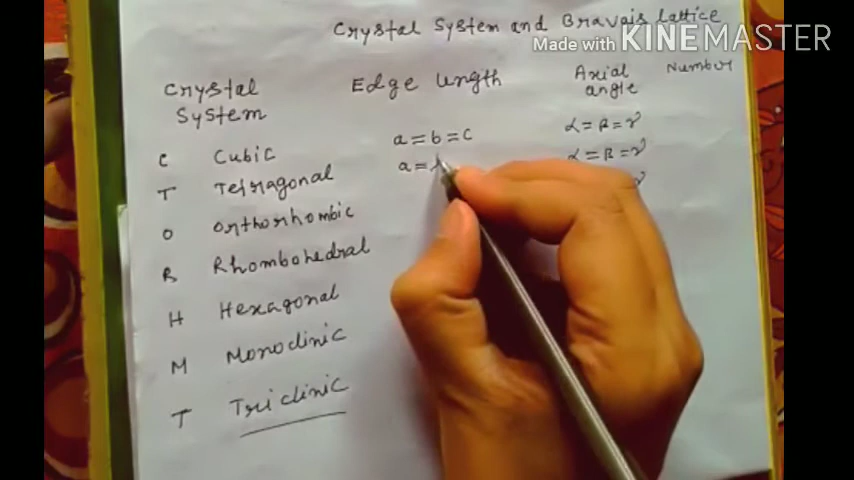 Crystal System and Bravais lattice
Made with KINEMASTER
Crystal System
Edge length
Axial angle
Number
C Cubic
a = b = c
α = β = γ
T Tetragonal
a =
α = β = γ
O Orthorhombic
γ
R Rhombohedral
H Hexagonal
M Monoclinic
T Triclinic